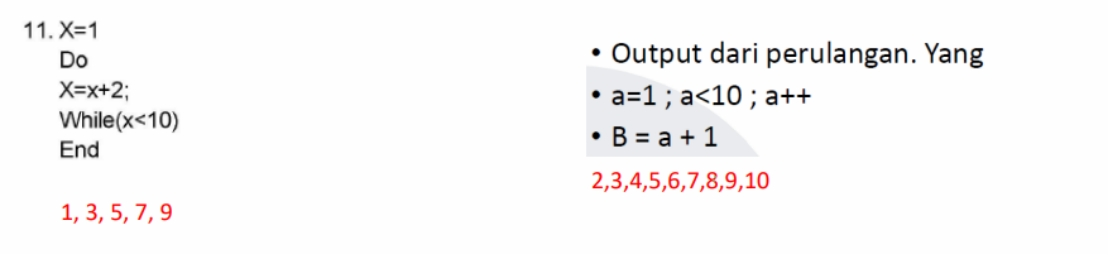 11. X=1
Do
X=x+2;
While(x<10)
End
1, 3, 5, 7, 9
• Output dari perulangan. Yang
• a=1 ; a<10 ; a++
• B = a + 1
2,3,4,5,6,7,8,9,10